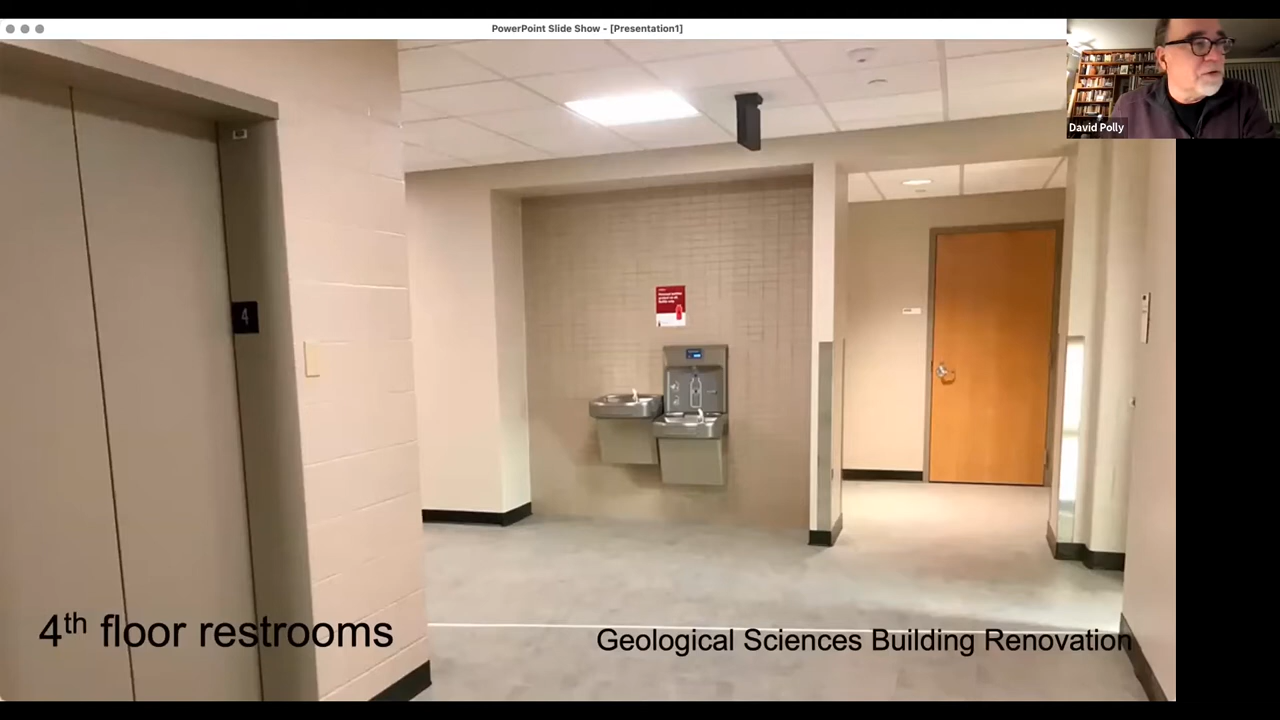 PowerPoint Slide Show - [Presentation1]
David Polly
4
4th floor restrooms
Geological Sciences Building Renovation